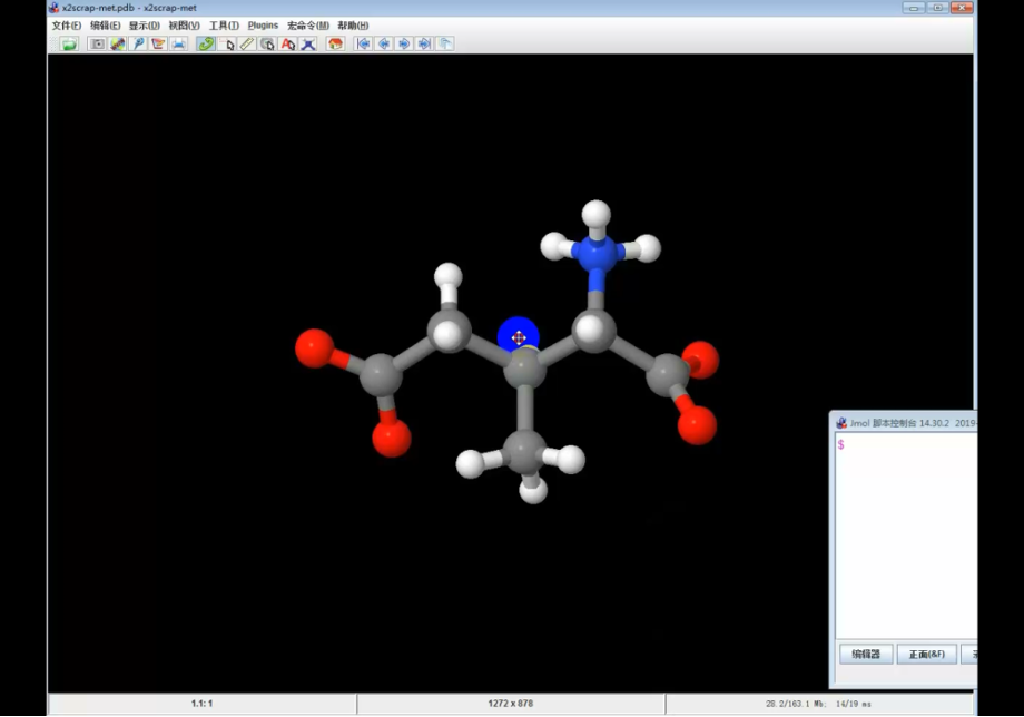 x2scrap-met.pdb - x2scrap-met
文件(F) 编辑(E) 显示(D) 视图(V) 工具(T) Plugins 宏命令(M) 帮助(H)
Jmol 脚本控制台 14.30.2 2019-
$
编辑器 正面(&F)
1.1:1 1272 x 878 28.2/163.1 Mb; 14/19 ms